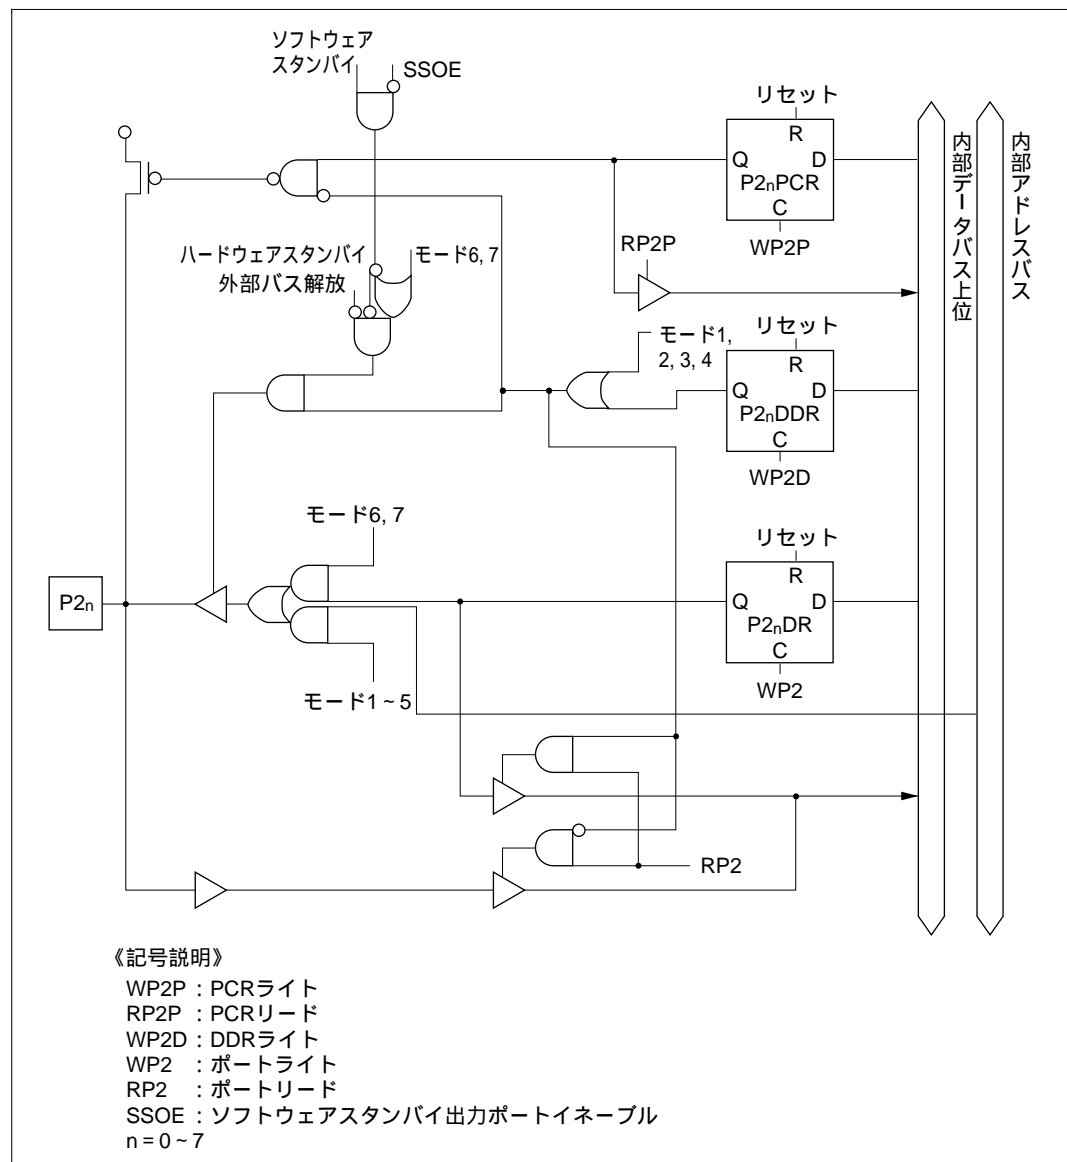 ソフトウェア
スタンバイ
SSOE
リセット
R
Q
D
P2nPCR
C
WP2P
RP2P
ハードウェアスタンバイ
外部バス解放
モード6, 7
モード1,
2, 3, 4
リセット
R
Q
D
P2nDDR
C
WP2D
モード6, 7
リセット
R
Q
D
P2nDR
C
WP2
P2n
モード1 ~ 5
RP2
内部データバス上位
内部アドレスバス
《記号説明》
WP2P : PCRライト
RP2P : PCRリード
WP2D : DDRライト
WP2 : ポートライト
RP2 : ポートリード
SSOE : ソフトウェアスタンバイ出力ポートイネーブル
n = 0 ~ 7